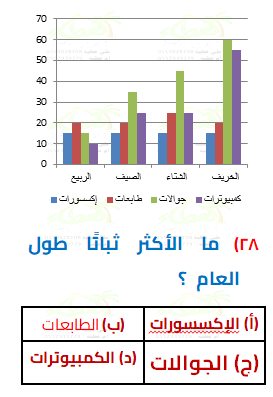 70
60
50
40
30
20
10
0
الربيع الصيف الشتاء الخريف
إكسسورات طابعات جوالات كمبيوترات
٢٨) ما الأكثر ثباتًا طول
العام ؟
(أ) الإكسسورات (ب) الطابعات
(ج) الجوالات (د) الكمبيوترات